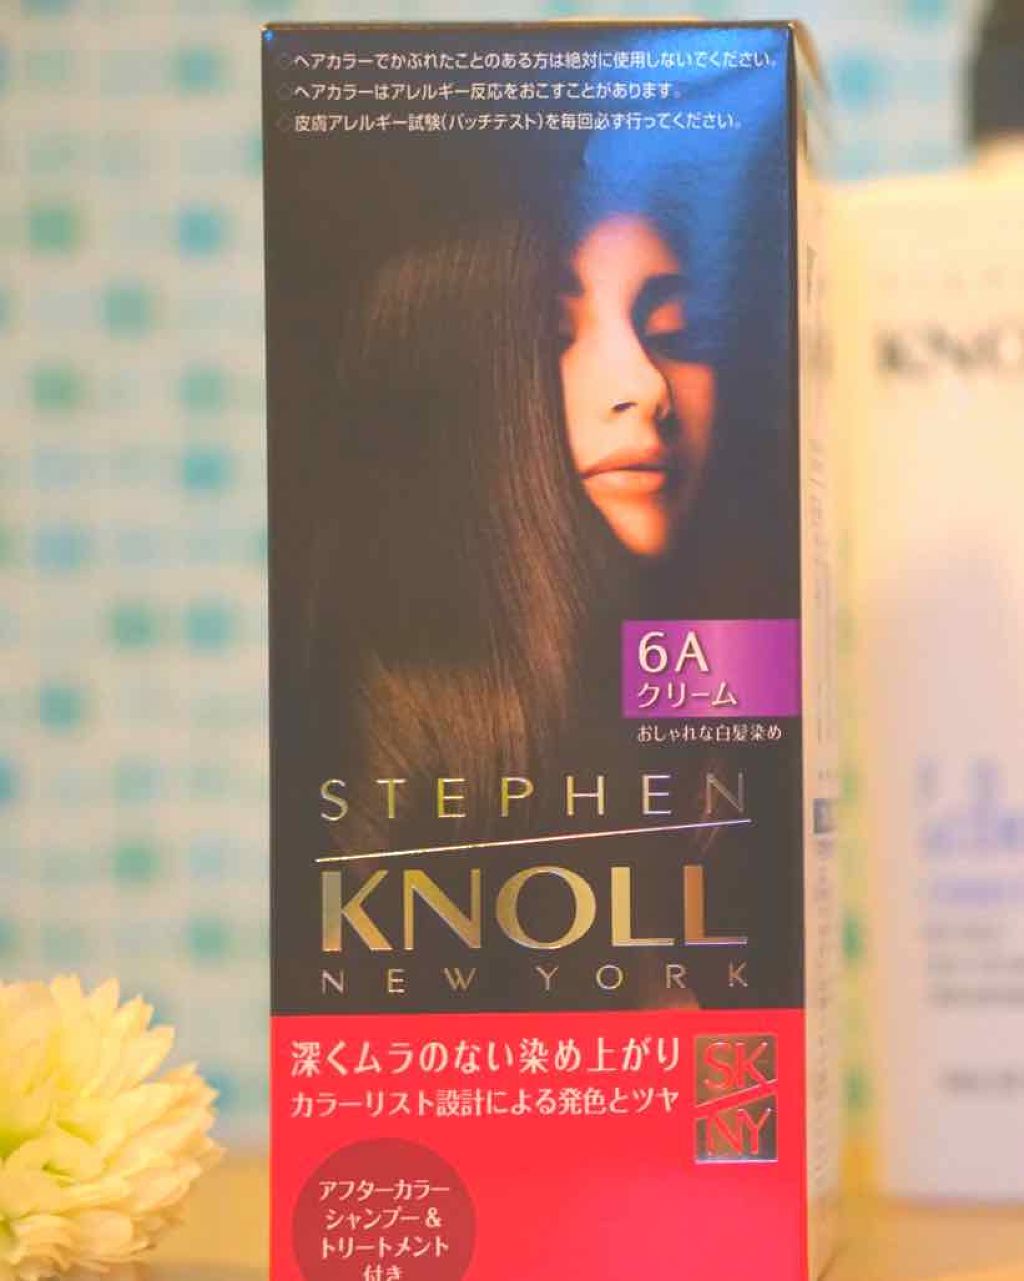 ◇ヘアカラーでかぶれたことのある方は絶対に使用しないでください。
◇ヘアカラーはアレルギー反応をおこすことがあります。
◇皮膚アレルギー試験(パッチテスト)を毎回必ず行ってください。
6A
クリーム
おしゃれな白髪染め
STEPHEN
KNOLL
NEW YORK
深くムラのない染め上がり
カラーリスト設計による発色とツヤ
SK
NY
アフターカラー
シャンプー&
トリートメント
付き
KNO